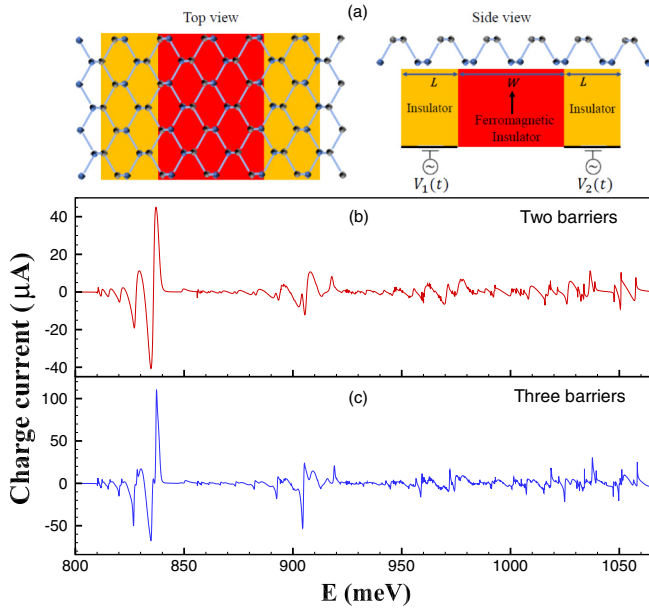 Top view (a) Side view
L W L
Insulator Ferromagnetic Insulator Insulator
~ ~
V₁(t) V₂(t)
Charge current (μA)
40
20
0
-20
-40
(b) Two barriers
100
50
0
-50
(c) Three barriers
800 850 900 950 1000 1050
E (meV)